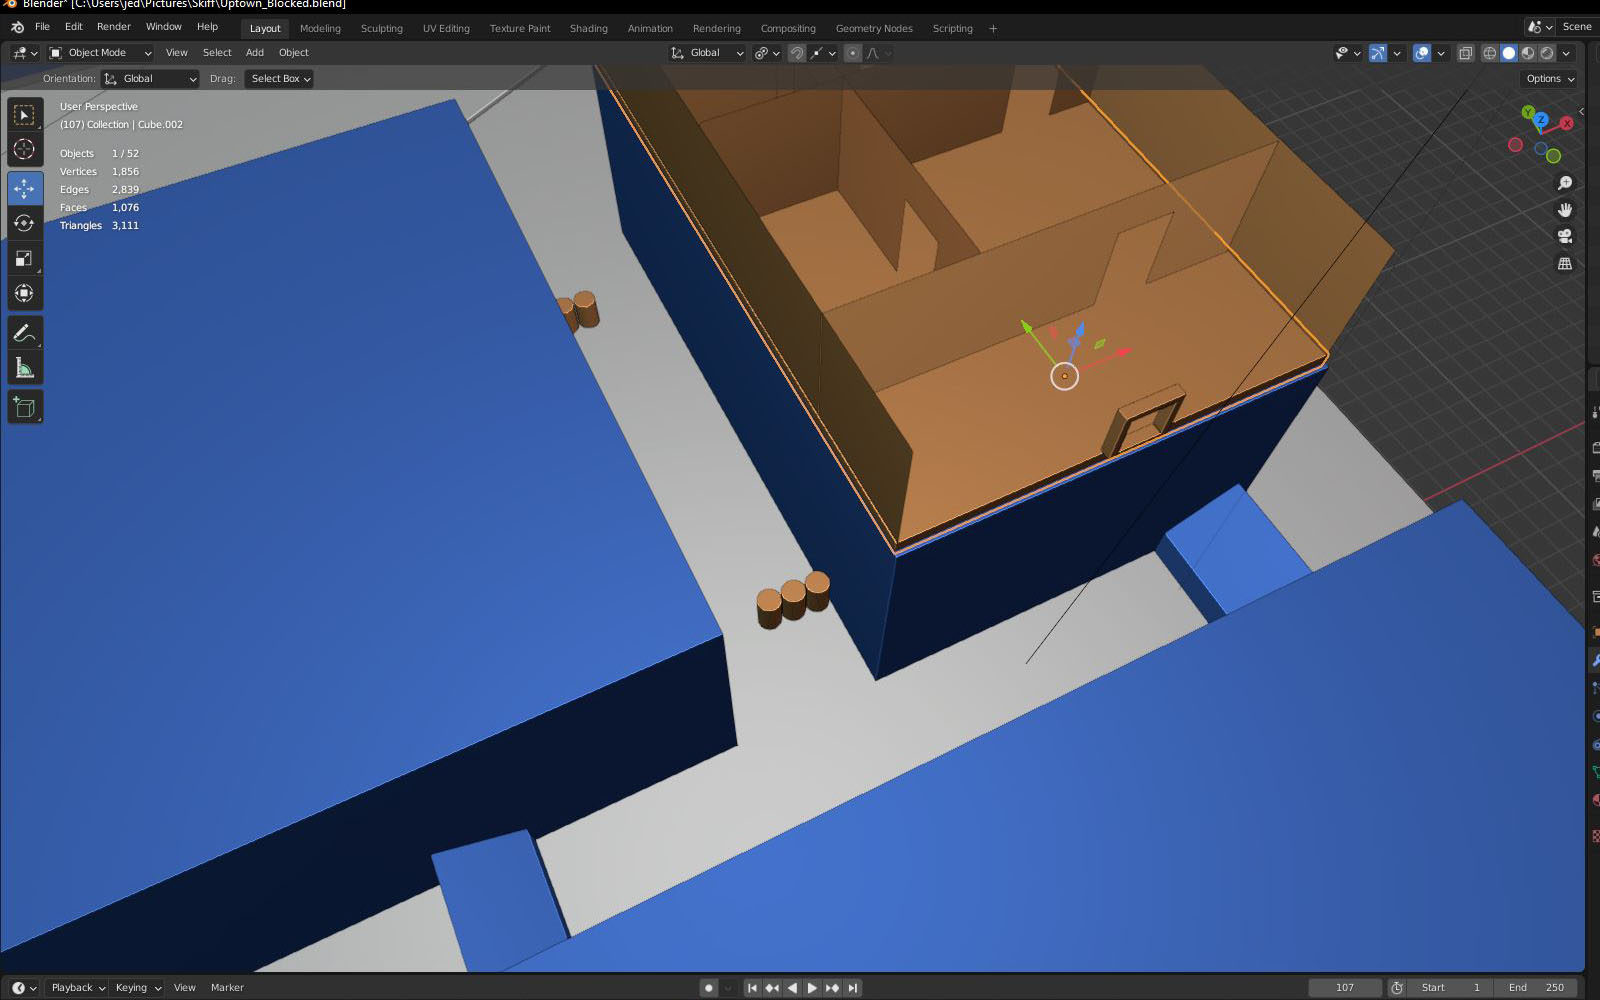 Blender* [C:\Users\jed\Pictures\Skiff\Uptown_Blocked.blend]
File Edit Render Window Help Layout Modeling Sculpting UV Editing Texture Paint Shading Animation Rendering Compositing Geometry Nodes Scripting + Scene
Object Mode View Select Add Object Global
Orientation: Global Drag: Select Box Options
User Perspective
(107) Collection | Cube.002
Objects 1 / 52
Vertices 1,856
Edges 2,839
Faces 1,076
Triangles 3,111
Y
Z
X
Playback Keying View Marker 107 Start 1 End 250